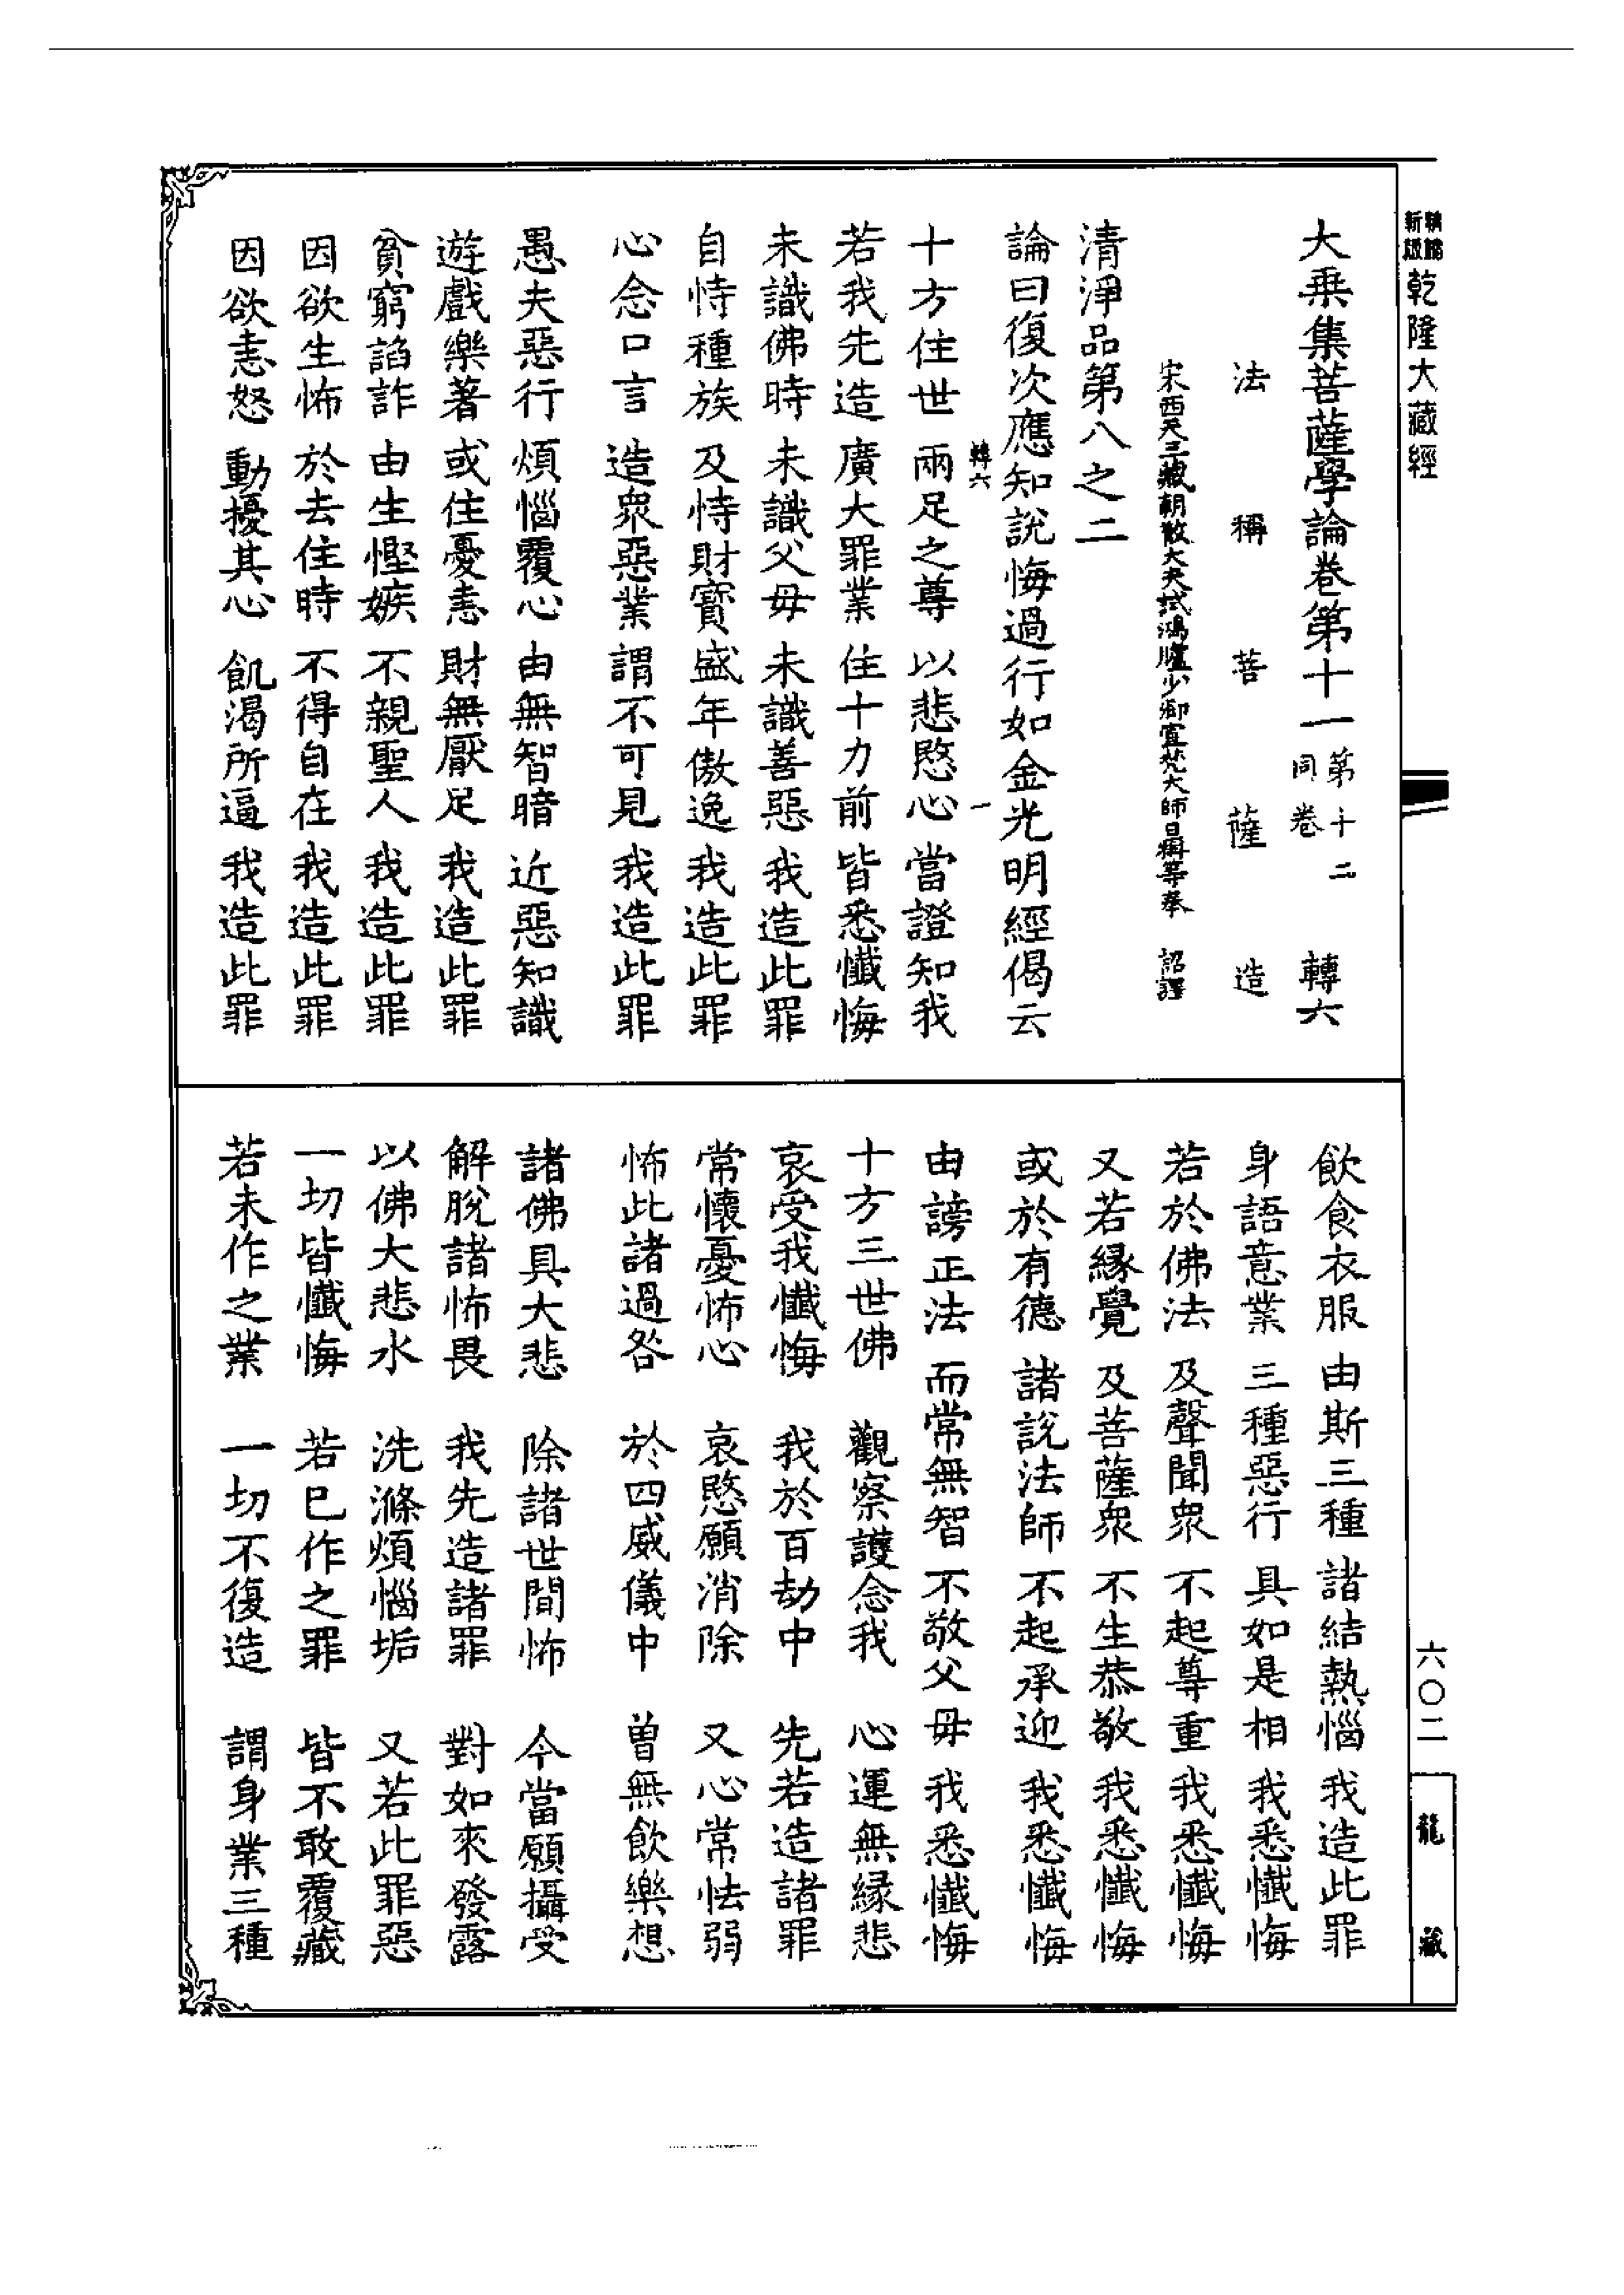 精縮新版乾隆大藏經
大乗集菩薩學論卷第十一 第十二同卷 轉六
法稱菩薩造
宋西天三藏朝散大夫試鴻臚少卿宣梵大師日稱等奉 詔譯
清淨品第八之二
論曰復次應知說悔過行如金光明經偈云
轉六 一
十方住世 兩足之尊 以悲愍心 當證知我
若我先造 廣大罪業 住十力前 皆悉懺悔
未識佛時 未識父母 未識善惡 我造此罪
自恃種族 及恃財寶 盛年傲逸 我造此罪
心念口言 造衆惡業 謂不可見 我造此罪
愚夫惡行 煩惱覆心 由無智暗 近惡知識
遊戲樂著 或住憂恚 財無厭足 我造此罪
貧窮諂詐 由生慳嫉 不親聖人 我造此罪
因欲生怖 於去住時 不得自在 我造此罪
因欲恚怒 動擾其心 飢渴所逼 我造此罪
飲食衣服 由斯三種 諸結熱惱 我造此罪
身語意業 三種惡行 具如是相 我悉懺悔
若於佛法 及聲聞衆 不起尊重 我悉懺悔
又若緣覺 及菩薩衆 不生恭敬 我悉懺悔
或於有德 諸說法師 不起承迎 我悉懺悔
由謗正法 而常無智 不敬父母 我悉懺悔
十方三世佛 觀察護念我 心運無緣悲
哀受我懺悔 我於百劫中 先若造諸罪
常懷憂怖心 哀愍願消除 又心常怯弱
怖此諸過咎 於四威儀中 曾無飲樂想
諸佛具大悲 除諸世間怖 今當願攝受
解脫諸怖畏 我先造諸罪 對如來發露
以佛大悲水 洗滌煩惱垢 又若此罪惡
一切皆懺悔 若巳作之罪 皆不敢覆藏
若未作之業 一切不復造 謂身業三種
六〇二
龍藏